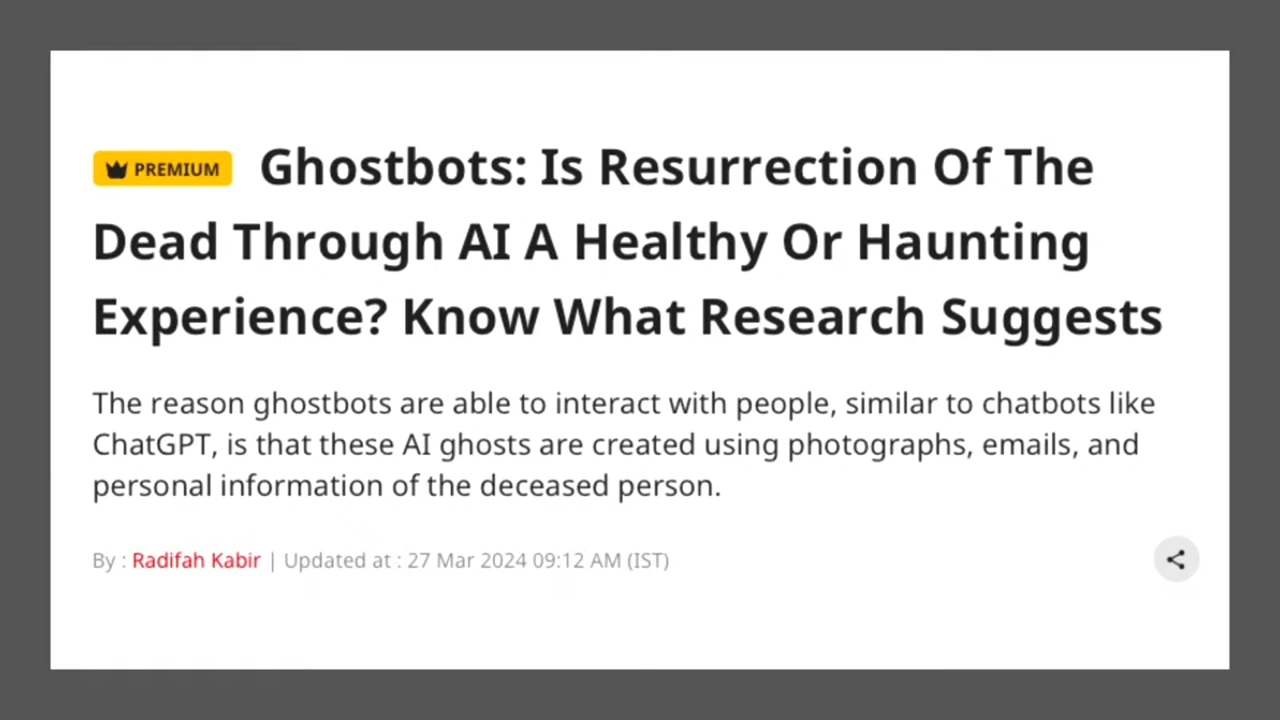 PREMIUM Ghostbots: Is Resurrection Of The
Dead Through AI A Healthy Or Haunting
Experience? Know What Research Suggests
The reason ghostbots are able to interact with people, similar to chatbots like
ChatGPT, is that these AI ghosts are created using photographs, emails, and
personal information of the deceased person.
By : Radifah Kabir | Updated at : 27 Mar 2024 09:12 AM (IST)